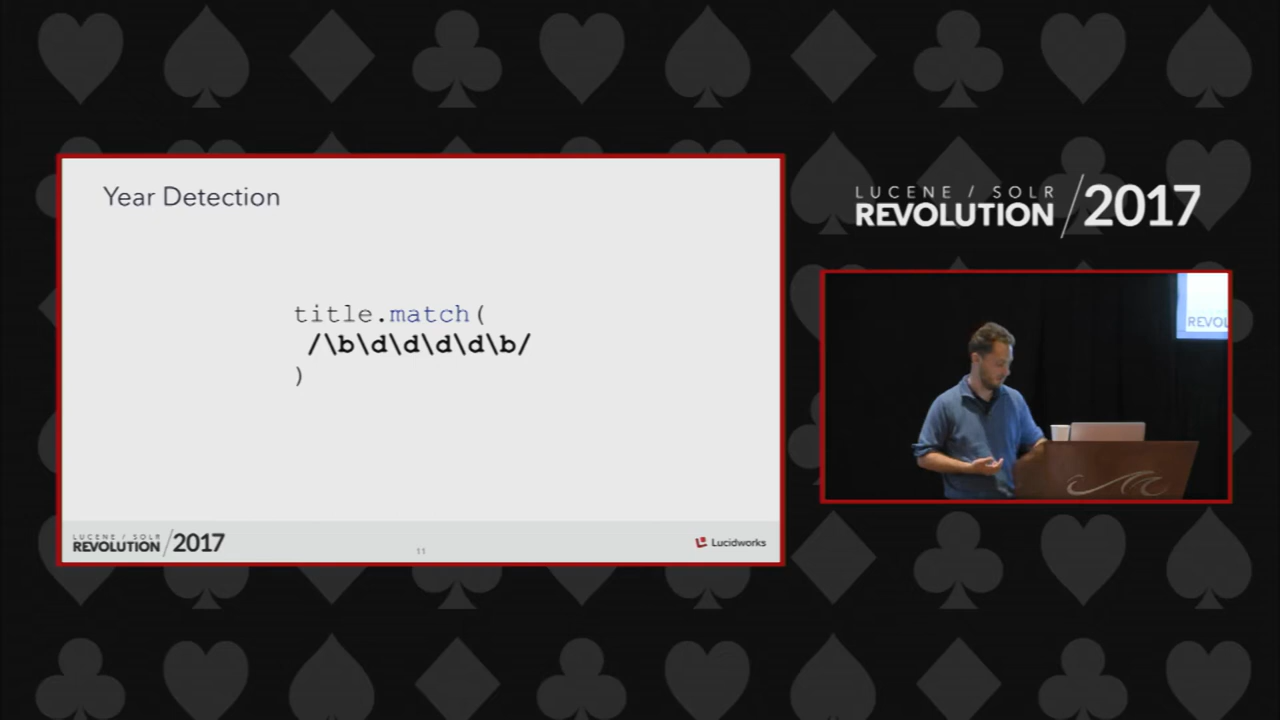 Year Detection
title.match(
/\b\d\d\d\d\b/
)
LUCENE / SOLR
REVOLUTION / 2017
11
Lucidworks
LUCENE / SOLR
REVOLUTION / 2017
REVOL